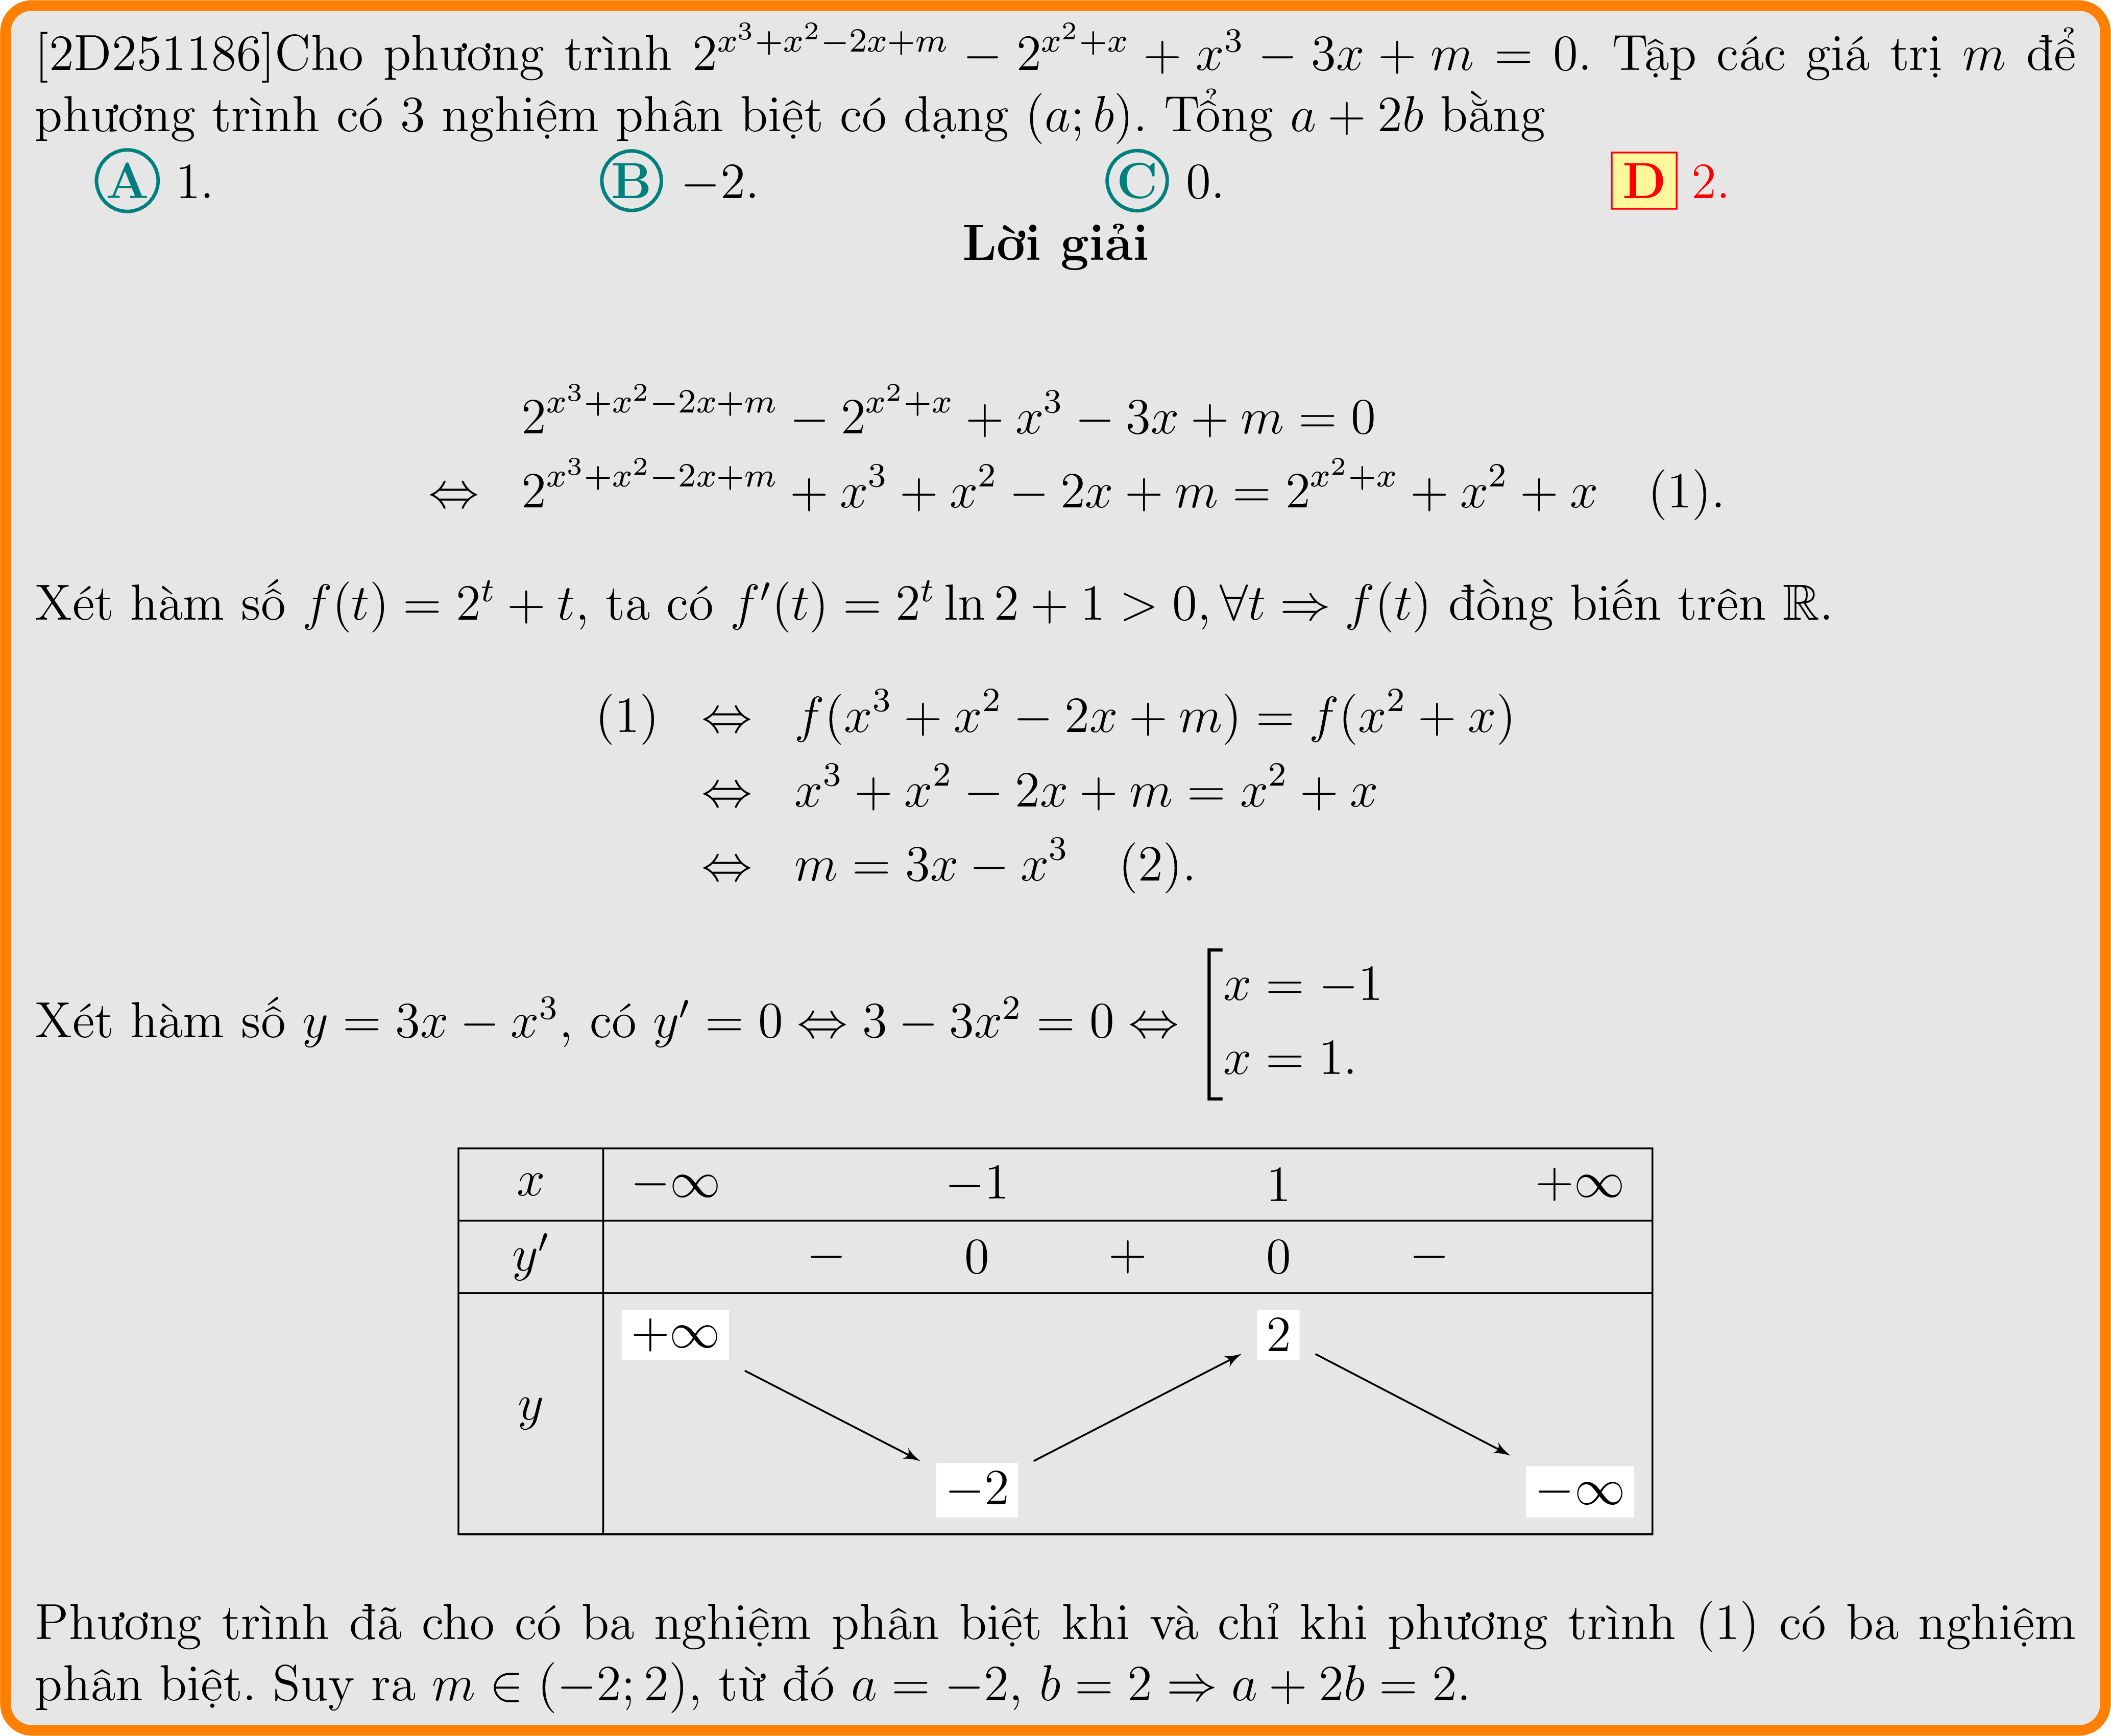 [2D251186]Cho phương trình $2^{x^3+x^2-2x+m} - 2^{x^2+x} + x^3 - 3x + m = 0$. Tập các giá trị $m$ để
phương trình có 3 nghiệm phân biệt có dạng $(a; b)$. Tổng $a + 2b$ bằng
A 1. B −2. C 0. D 2.
Lời giải
$2^{x^3+x^2-2x+m} - 2^{x^2+x} + x^3 - 3x + m = 0$
$\Leftrightarrow 2^{x^3+x^2-2x+m} + x^3 + x^2 - 2x + m = 2^{x^2+x} + x^2 + x \quad (1).$
Xét hàm số $f(t) = 2^t + t$, ta có $f'(t) = 2^t \ln 2 + 1 > 0, \forall t \Rightarrow f(t)$ đồng biến trên $\mathbb{R}$.
$(1) \Leftrightarrow f(x^3 + x^2 - 2x + m) = f(x^2 + x)$
$\Leftrightarrow x^3 + x^2 - 2x + m = x^2 + x$
$\Leftrightarrow m = 3x - x^3 \quad (2).$
Xét hàm số $y = 3x - x^3$, có $y' = 0 \Leftrightarrow 3 - 3x^2 = 0 \Leftrightarrow \left[\begin{array}{l} x = -1 \\ x = 1. \end{array}\right.$
$x$ $-\infty$ $-1$ $1$ $+\infty$
$y'$ $-$ $0$ $+$ $0$ $-$
$+\infty$ $2$
$y$
$-2$ $-\infty$
Phương trình đã cho có ba nghiệm phân biệt khi và chỉ khi phương trình (1) có ba nghiệm
phân biệt. Suy ra $m \in (-2; 2)$, từ đó $a = -2$, $b = 2 \Rightarrow a + 2b = 2$.